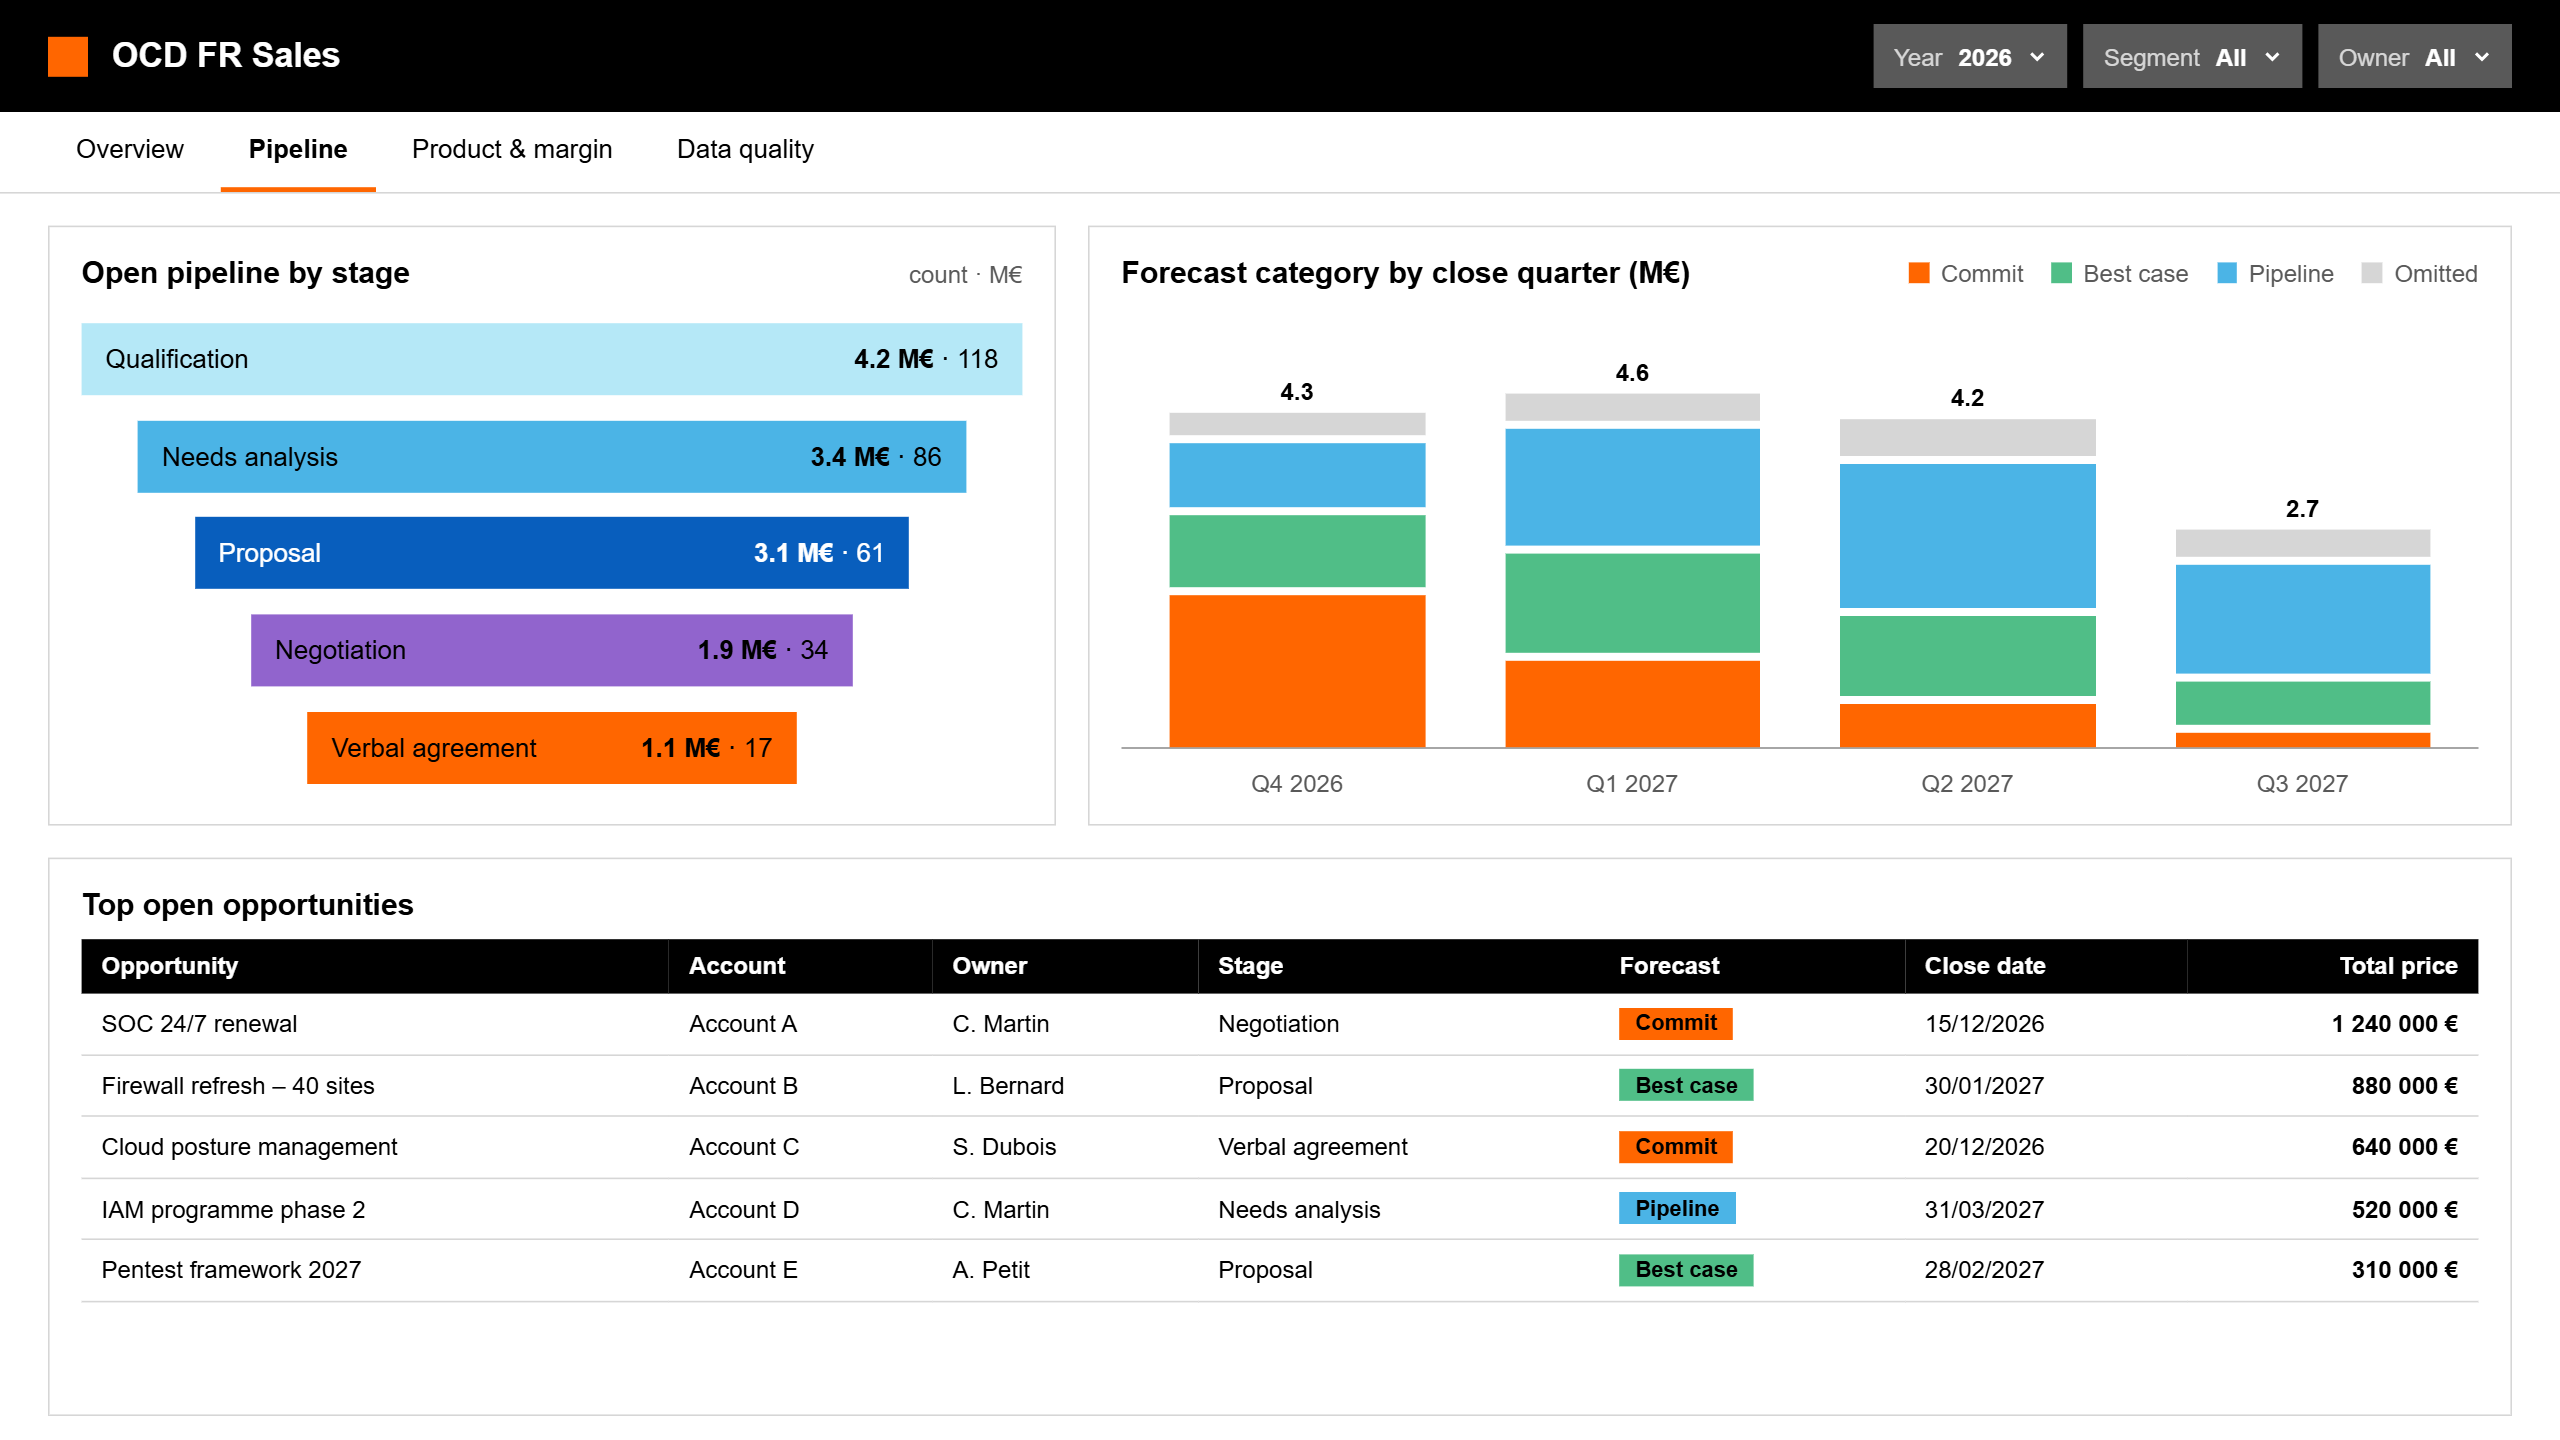 OCD FR Sales
Year 2026
Segment All
Owner All
Overview
Pipeline
Product & margin
Data quality
Open pipeline by stage
count · M€
Qualification 4.2 M€ · 118
Needs analysis 3.4 M€ · 86
Proposal 3.1 M€ · 61
Negotiation 1.9 M€ · 34
Verbal agreement 1.1 M€ · 17
Forecast category by close quarter (M€)
Commit
Best case
Pipeline
Omitted
4.3
4.6
4.2
2.7
Q4 2026
Q1 2027
Q2 2027
Q3 2027
Top open opportunities
Opportunity Account Owner Stage Forecast Close date Total price
SOC 24/7 renewal Account A C. Martin Negotiation Commit 15/12/2026 1 240 000 €
Firewall refresh – 40 sites Account B L. Bernard Proposal Best case 30/01/2027 880 000 €
Cloud posture management Account C S. Dubois Verbal agreement Commit 20/12/2026 640 000 €
IAM programme phase 2 Account D C. Martin Needs analysis Pipeline 31/03/2027 520 000 €
Pentest framework 2027 Account E A. Petit Proposal Best case 28/02/2027 310 000 €